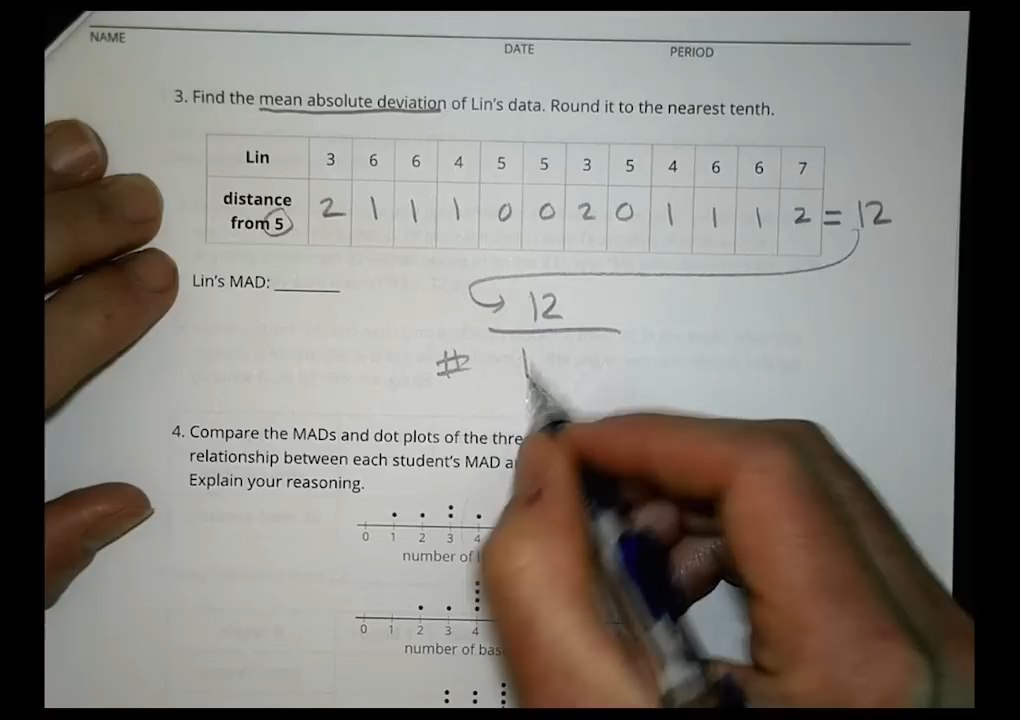 NAME
DATE
PERIOD
3. Find the mean absolute deviation of Lin's data. Round it to the nearest tenth.
Lin 3 6 6 4 5 5 3 5 4 6 6 7
distance from 5 2 1 1 1 0 0 2 0 1 1 1 2 = 12
Lin's MAD: ______
12
# 1
4. Compare the MADs and dot plots of the
relationship between each student's MAD
Explain your reasoning.
0 1 2 3 4
number of
0 1 2 3 4
number of